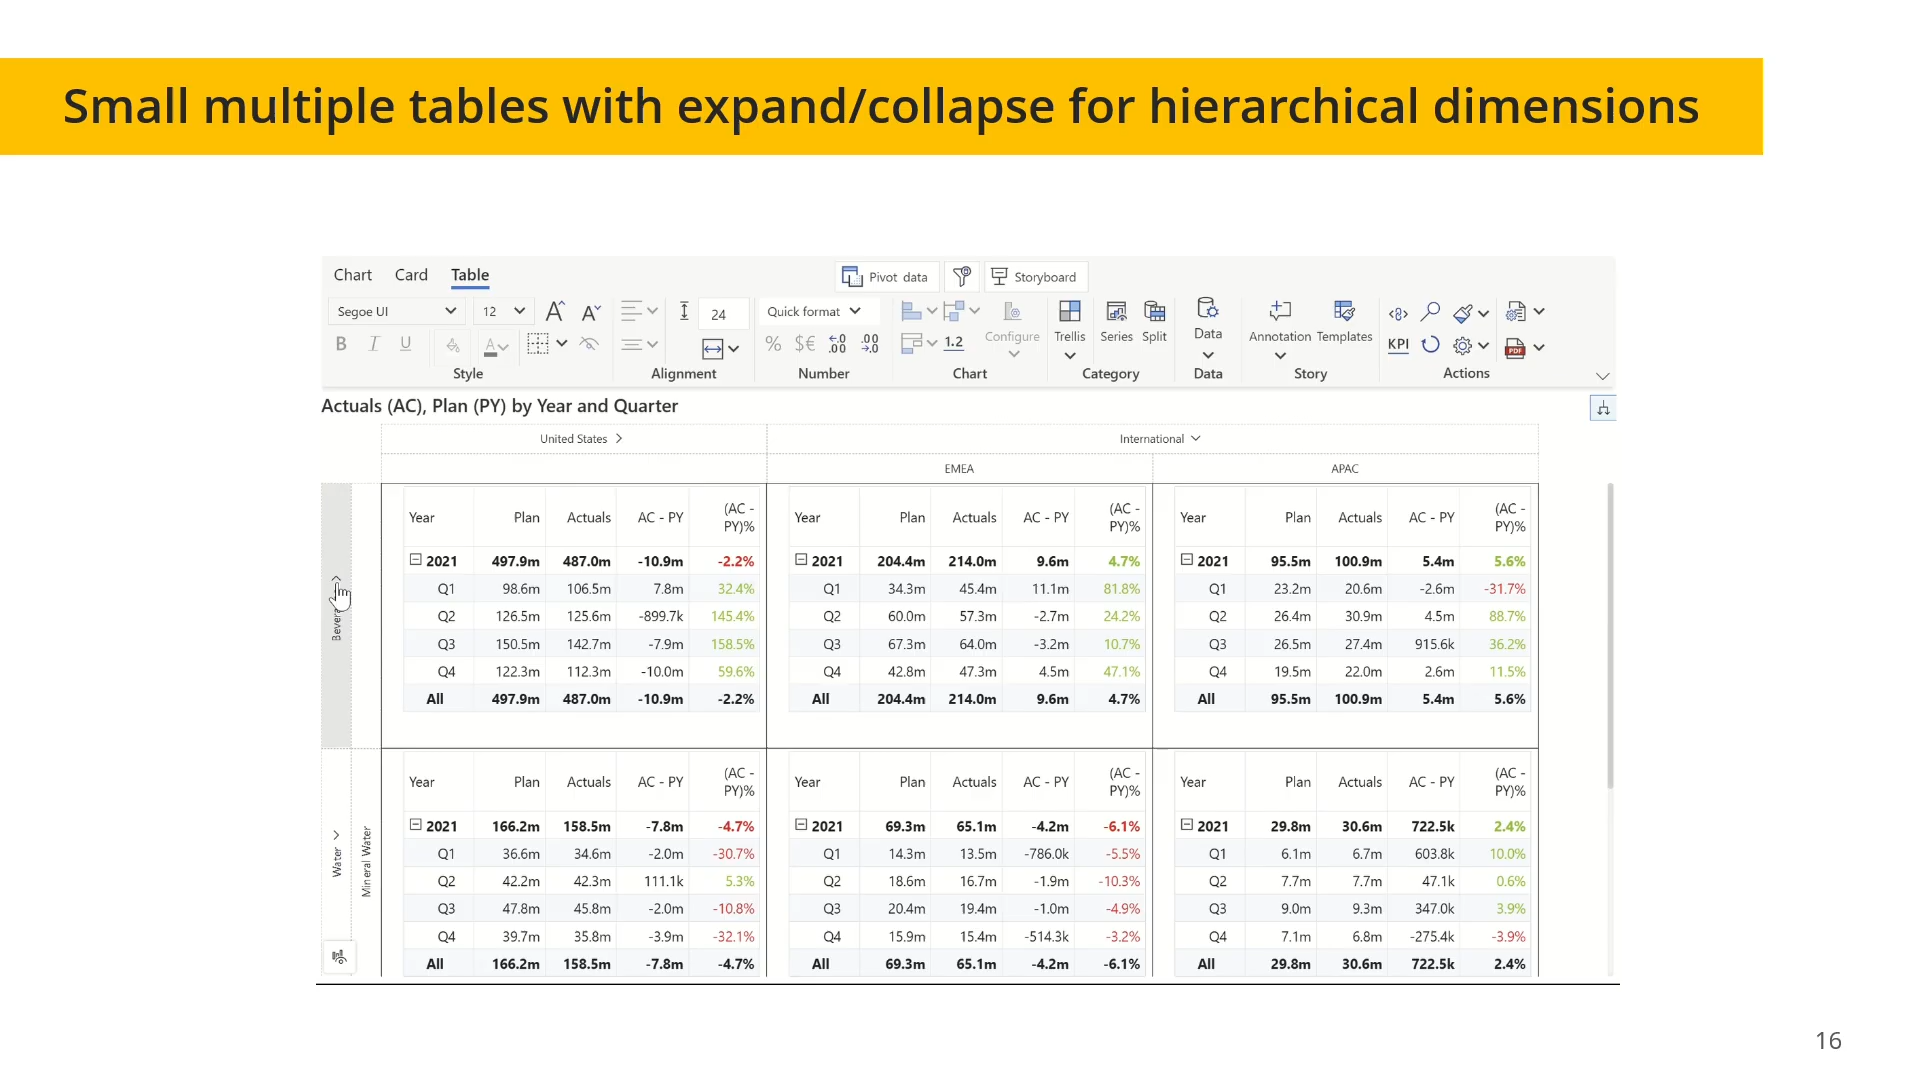 Small multiple tables with expand/collapse for hierarchical dimensions
Chart Card Table
Pivot data Storyboard
Segoe UI 12 A A 24 Quick format
B I U A % $€ .0 .00 .00 .0 1.2 Configure Trellis Series Split Data Annotation Templates KPI PDF
Style Alignment Number Chart Category Data Story Actions
Actuals (AC), Plan (PY) by Year and Quarter
United States International
EMEA APAC
Year Plan Actuals AC - PY (AC - PY)% Year Plan Actuals AC - PY (AC - PY)% Year Plan Actuals AC - PY (AC - PY)%
2021 497.9m 487.0m -10.9m -2.2% 2021 204.4m 214.0m 9.6m 4.7% 2021 95.5m 100.9m 5.4m 5.6%
Q1 98.6m 106.5m 7.8m 32.4% Q1 34.3m 45.4m 11.1m 81.8% Q1 23.2m 20.6m -2.6m -31.7%
Q2 126.5m 125.6m -899.7k 145.4% Q2 60.0m 57.3m -2.7m 24.2% Q2 26.4m 30.9m 4.5m 88.7%
Q3 150.5m 142.7m -7.9m 158.5% Q3 67.3m 64.0m -3.2m 10.7% Q3 26.5m 27.4m 915.6k 36.2%
Q4 122.3m 112.3m -10.0m 59.6% Q4 42.8m 47.3m 4.5m 47.1% Q4 19.5m 22.0m 2.6m 11.5%
All 497.9m 487.0m -10.9m -2.2% All 204.4m 214.0m 9.6m 4.7% All 95.5m 100.9m 5.4m 5.6%
Water
Mineral Water
Year Plan Actuals AC - PY (AC - PY)% Year Plan Actuals AC - PY (AC - PY)% Year Plan Actuals AC - PY (AC - PY)%
2021 166.2m 158.5m -7.8m -4.7% 2021 69.3m 65.1m -4.2m -6.1% 2021 29.8m 30.6m 722.5k 2.4%
Q1 36.6m 34.6m -2.0m -30.7% Q1 14.3m 13.5m -786.0k -5.5% Q1 6.1m 6.7m 603.8k 10.0%
Q2 42.2m 42.3m 111.1k 5.3% Q2 18.6m 16.7m -1.9m -10.3% Q2 7.7m 7.7m 47.1k 0.6%
Q3 47.8m 45.8m -2.0m -10.8% Q3 20.4m 19.4m -1.0m -4.9% Q3 9.0m 9.3m 347.0k 3.9%
Q4 39.7m 35.8m -3.9m -32.1% Q4 15.9m 15.4m -514.3k -3.2% Q4 7.1m 6.8m -275.4k -3.9%
All 166.2m 158.5m -7.8m -4.7% All 69.3m 65.1m -4.2m -6.1% All 29.8m 30.6m 722.5k 2.4%
16